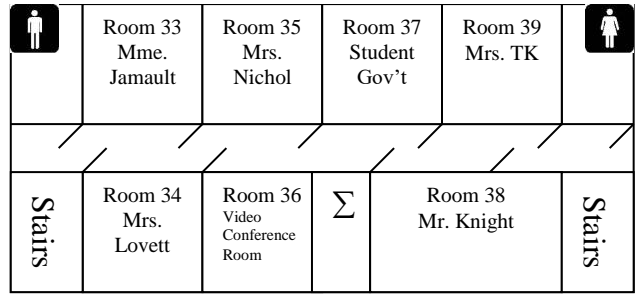 Room 33
Mme.
Jamault
Room 35
Mrs.
Nichol
Room 37
Student
Gov't
Room 39
Mrs. TK
Stairs
Room 34
Mrs.
Lovett
Room 36
Video
Conference
Room
Σ
Room 38
Mr. Knight
Stairs